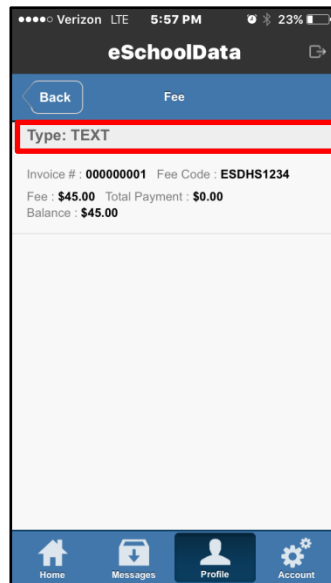 Verizon LTE 5:57 PM 23%
eSchoolData
Back Fee
Type: TEXT
Invoice # : 000000001 Fee Code : ESDHS1234
Fee : $45.00 Total Payment : $0.00
Balance : $45.00
Home Messages Profile Account